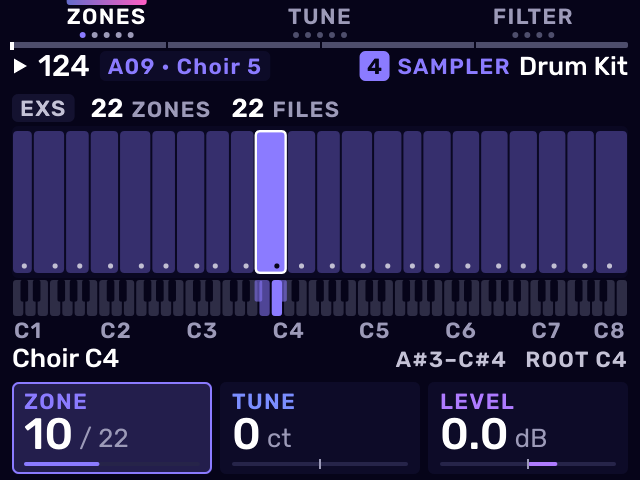 ZONES TUNE FILTER
124 A09 • Choir 5 4 SAMPLER Drum Kit
EXS 22 ZONES 22 FILES
C1 C2 C3 C4 C5 C6 C7 C8
Choir C4 A#3–C#4 ROOT C4
ZONE TUNE LEVEL
10 / 22 0 ct 0.0 dB